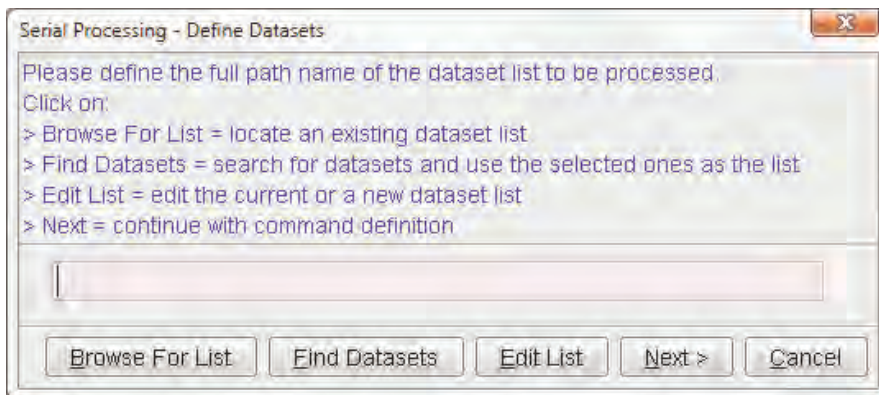 Serial Processing - Define Datasets
Please define the full path name of the dataset list to be processed.
Click on:
> Browse For List = locate an existing dataset list
> Find Datasets = search for datasets and use the selected ones as the list
> Edit List = edit the current or a new dataset list
> Next = continue with command definition
Browse For List Find Datasets Edit List Next > Cancel